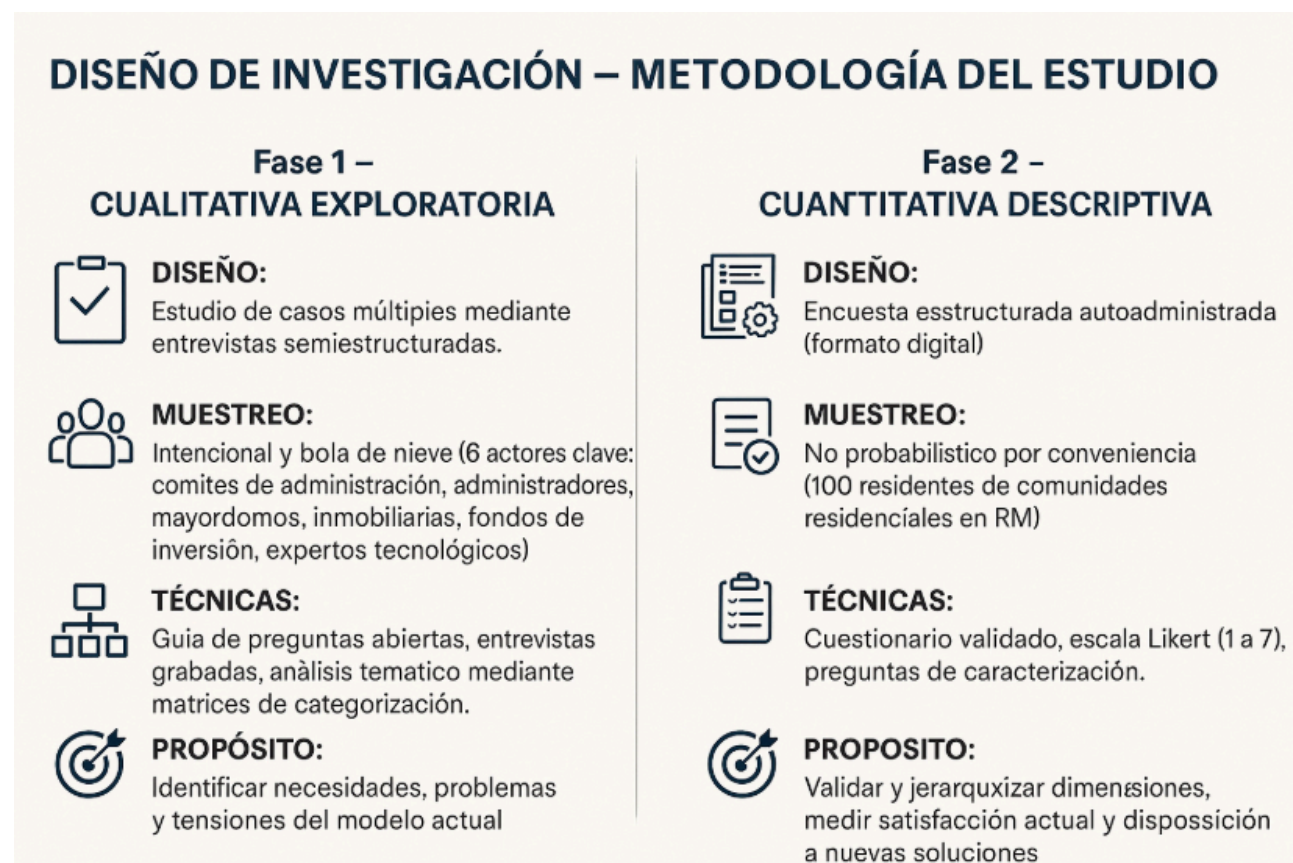 DISEÑO DE INVESTIGACIÓN – METODOLOGÍA DEL ESTUDIO
Fase 1 –
CUALITATIVA EXPLORATORIA
DISEÑO:
Estudio de casos múltipies mediante
entrevistas semiestructuradas.
MUESTREO:
Intencional y bola de nieve (6 actores clave:
comites de administración, administradores,
mayordomos, inmobiliarias, fondos de
inversiôn, expertos tecnológicos)
TÉCNICAS:
Guia de preguntas abiertas, entrevistas
grabadas, anàlisis tematico mediante
matrices de categorización.
PROPÓSITO:
Identificar necesidades, problemas
y tensiones del modelo actual
Fase 2 –
CUANTITATIVA DESCRIPTIVA
DISEÑO:
Encuesta esstructurada autoadministrada
(formato digital)
MUESTREO:
No probabilistico por conveniencia
(100 residentes de comunidades
residencíales en RM)
TÉCNICAS:
Cuestionario validado, escala Likert (1 a 7),
preguntas de caracterización.
PROPOSITO:
Validar y jerarquxizar dimensiones,
medir satisfacción actual y dispossición
a nuevas soluciones